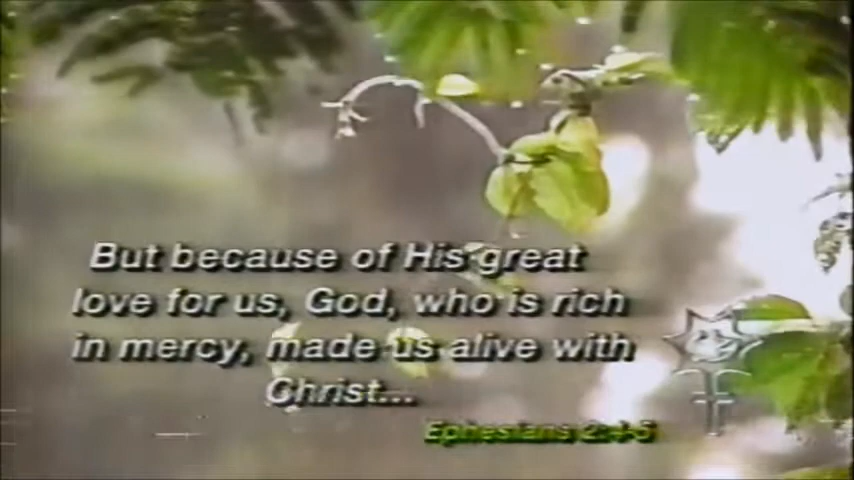 But because of His great
love for us, God, who is rich
in mercy, made us alive with
Christ...
Ephesians 2:4-5